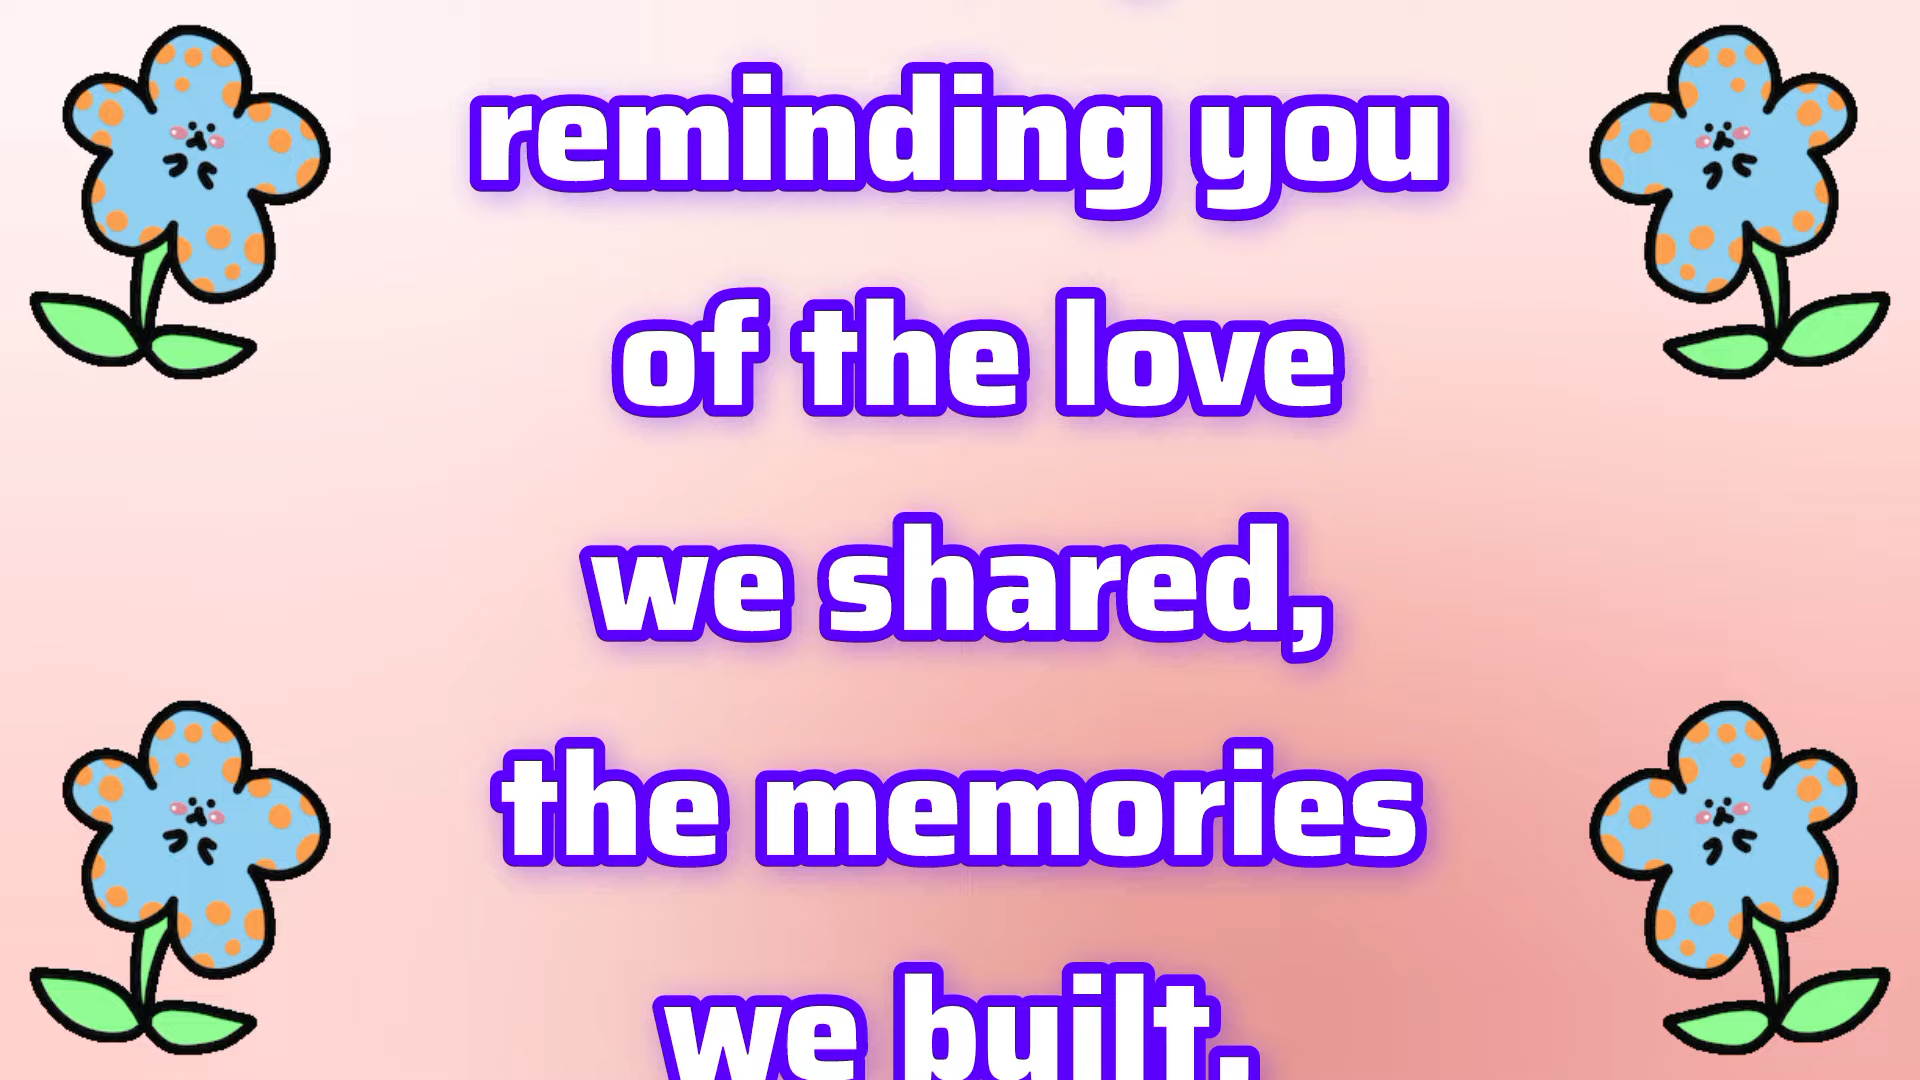 reminding you
of the love
we shared,
the memories
we built,